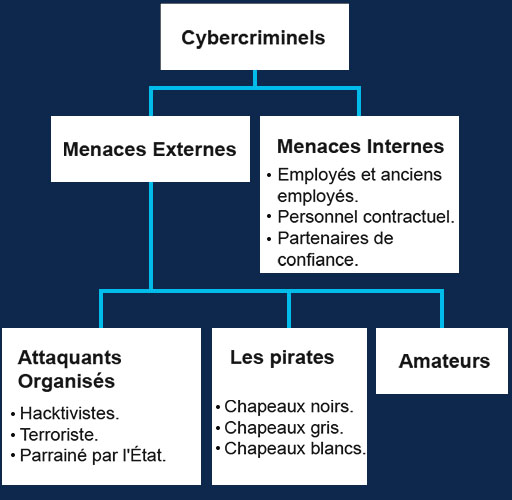 Cybercriminels
Menaces Externes
Menaces Internes
• Employés et anciens
employés.
• Personnel contractuel.
• Partenaires de
confiance.
Attaquants
Organisés
• Hacktivistes.
• Terroriste.
• Parrainé par l'État.
Les pirates
• Chapeaux noirs.
• Chapeaux gris.
• Chapeaux blancs.
Amateurs